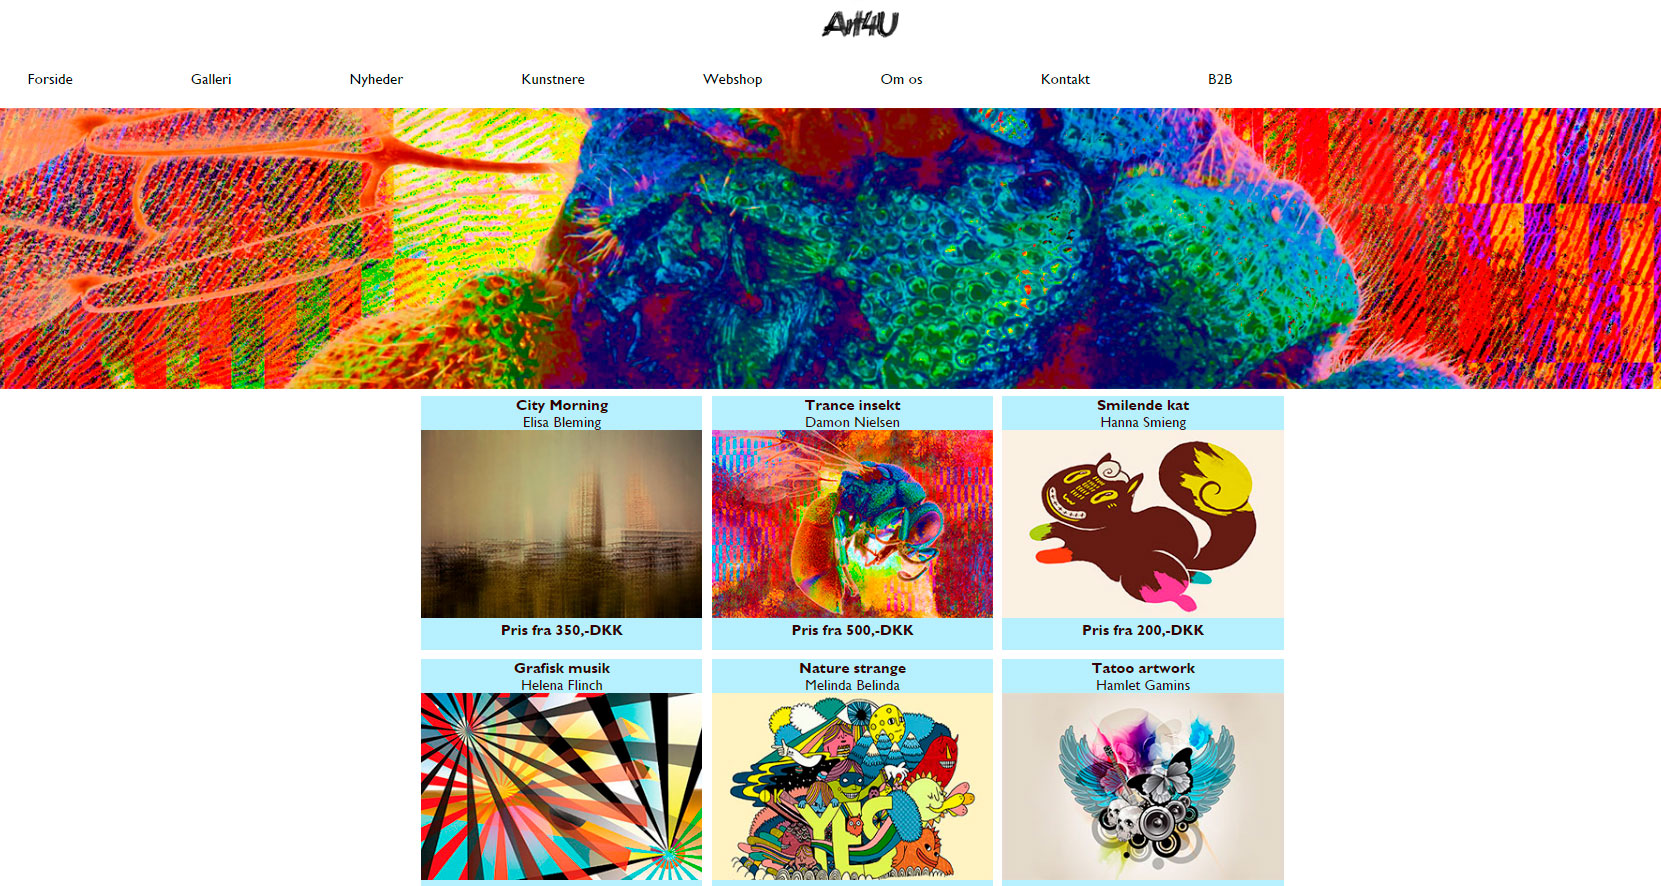 Art4U
Forside Galleri Nyheder Kunstnere Webshop Om os Kontakt B2B
City Morning
Elisa Bleming
Pris fra 350,-DKK
Trance insekt
Damon Nielsen
Pris fra 500,-DKK
Smilende kat
Hanna Smieng
Pris fra 200,-DKK
Grafisk musik
Helena Flinch
Nature strange
Melinda Belinda
YES
Tatoo artwork
Hamlet Gamins